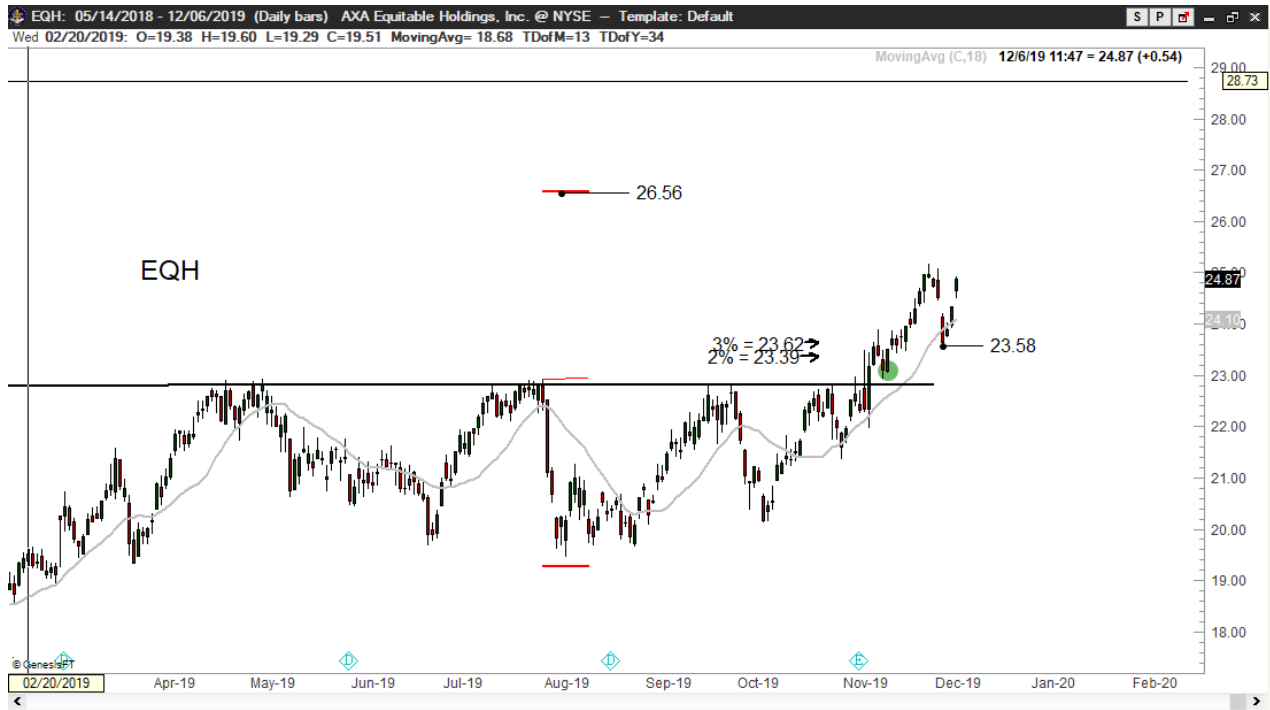 EQH: 05/14/2018 - 12/06/2019 (Daily bars) AXA Equitable Holdings, Inc. @ NYSE – Template: Default S P
Wed 02/20/2019: O=19.38 H=19.60 L=19.29 C=19.51 MovingAvg= 18.68 TDofM=13 TDofY=34
MovingAvg (C,18) 12/6/19 11:47 = 24.87 (+0.54)
29.00
28.73
28.00
27.00
26.56
26.00
EQH
24.87
24.10
3% = 23.62
2% = 23.39
23.58
23.00
22.00
21.00
20.00
19.00
18.00
D D D E
© GenesisFT
02/20/2019 Apr-19 May-19 Jun-19 Jul-19 Aug-19 Sep-19 Oct-19 Nov-19 Dec-19 Jan-20 Feb-20